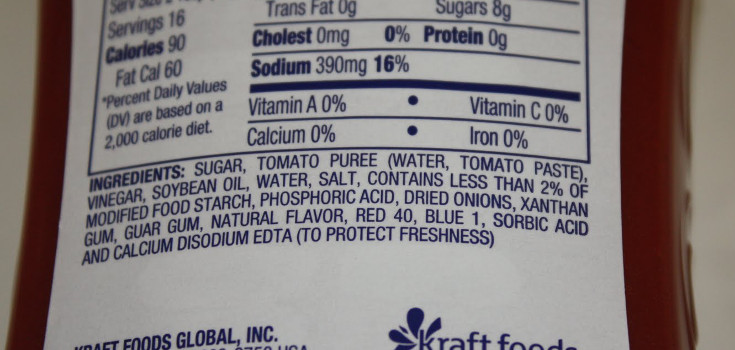 Servings 16
Calories 90
Fat Cal 60
*Percent Daily Values
(DV) are based on a
2,000 calorie diet.
Trans Fat 0g Sugars 8g
Cholest 0mg 0% Protein 0g
Sodium 390mg 16%
Vitamin A 0% • Vitamin C 0%
Calcium 0% • Iron 0%
INGREDIENTS: SUGAR, TOMATO PUREE (WATER, TOMATO PASTE),
VINEGAR, SOYBEAN OIL, WATER, SALT, CONTAINS LESS THAN 2% OF
MODIFIED FOOD STARCH, PHOSPHORIC ACID, DRIED ONIONS, XANTHAN
GUM, GUAR GUM, NATURAL FLAVOR, RED 40, BLUE 1, SORBIC ACID
AND CALCIUM DISODIUM EDTA (TO PROTECT FRESHNESS)
KRAFT FOODS GLOBAL, INC.
kraft foods